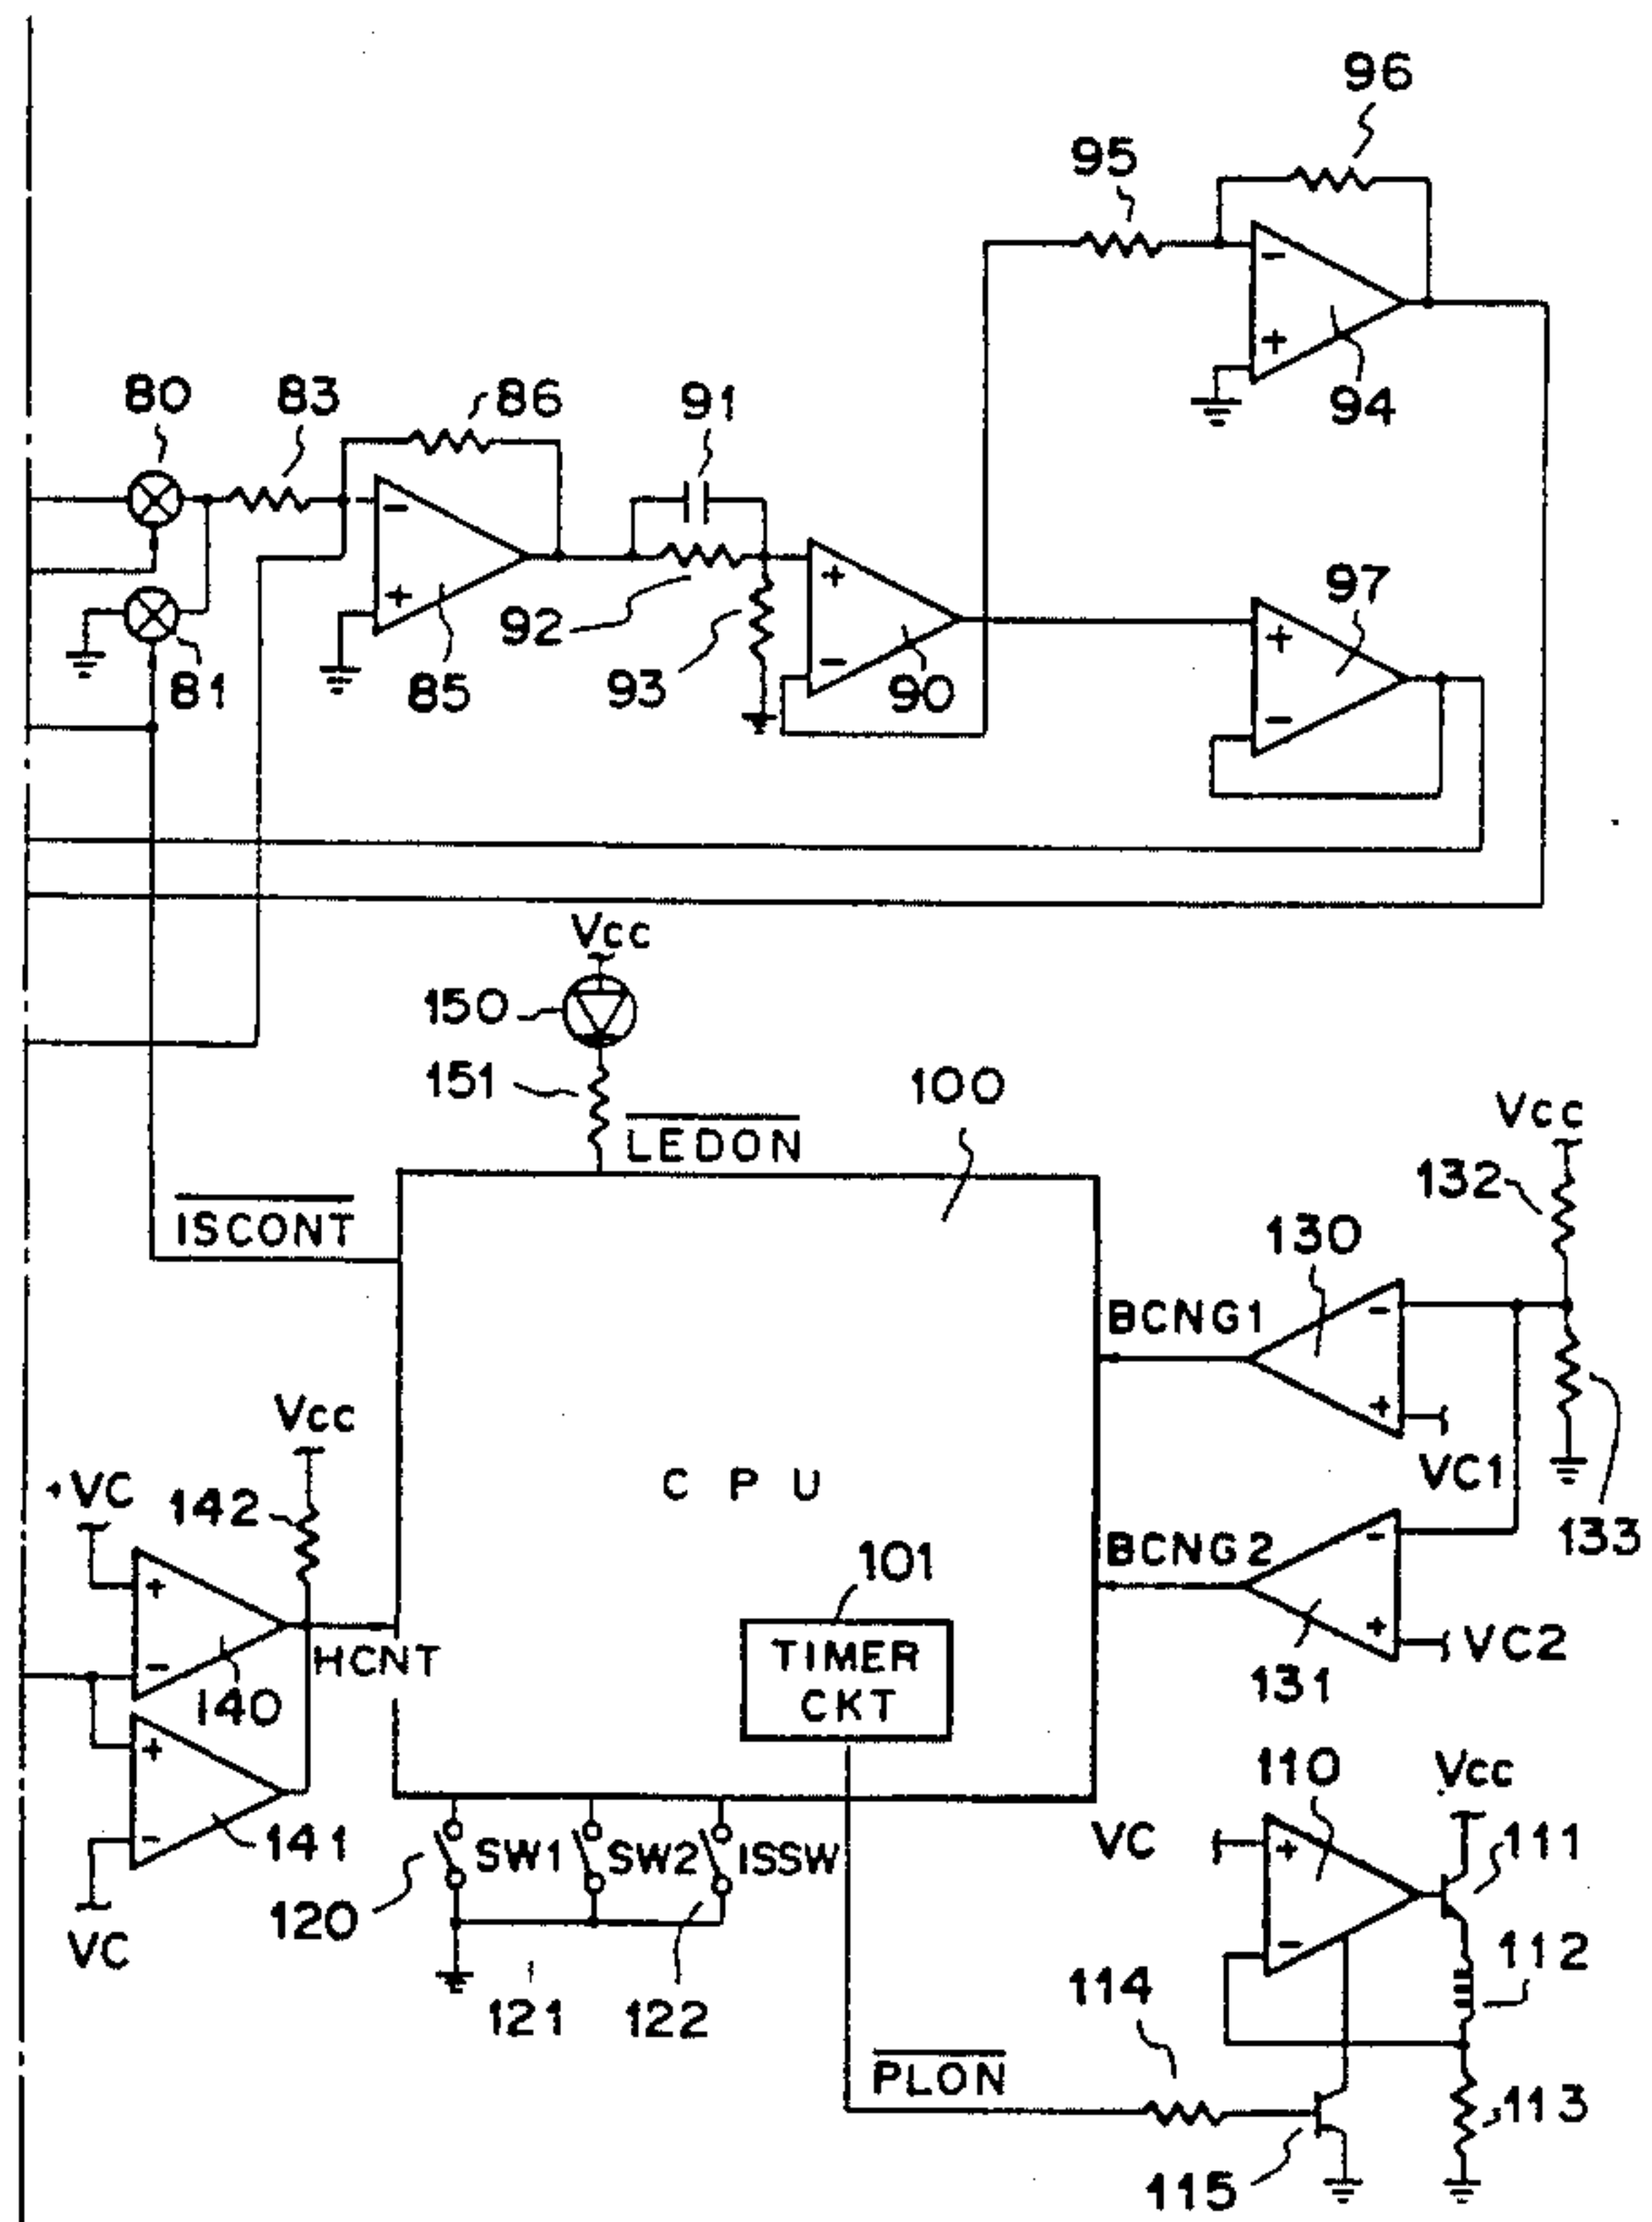 96
95
94
80
83
86
91
92
93
81
85
90
97
Vcc
150
151
100
LEDON
Vcc
132
ISCONT
130
BCNG1
Vcc
VC1
VC
142
133
BCNG2
101
CPU
TIMER
CKT
HCNT
VC2
131
140
110
Vcc
141
VC
SW1
SW2
ISSW
111
120
VC
112
121
122
114
PLON
113
115